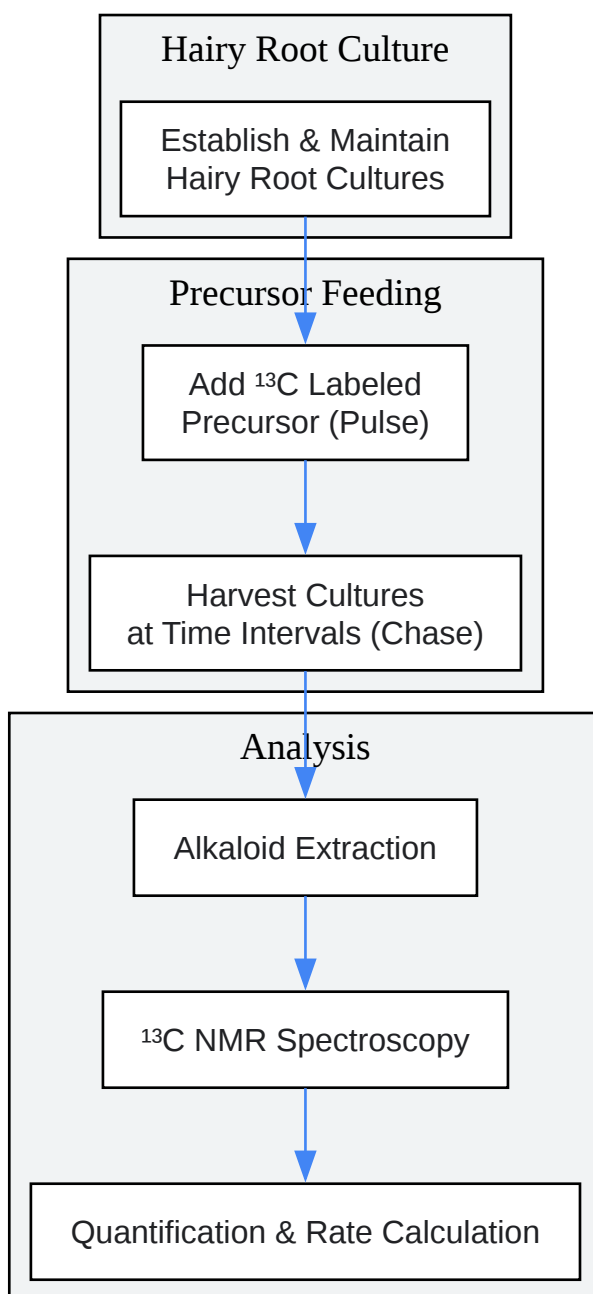 Hairy Root Culture
Establish & Maintain
Hairy Root Cultures
Precursor Feeding
Add ¹³C Labeled
Precursor (Pulse)
Harvest Cultures
at Time Intervals (Chase)
Analysis
Alkaloid Extraction
¹³C NMR Spectroscopy
Quantification & Rate Calculation